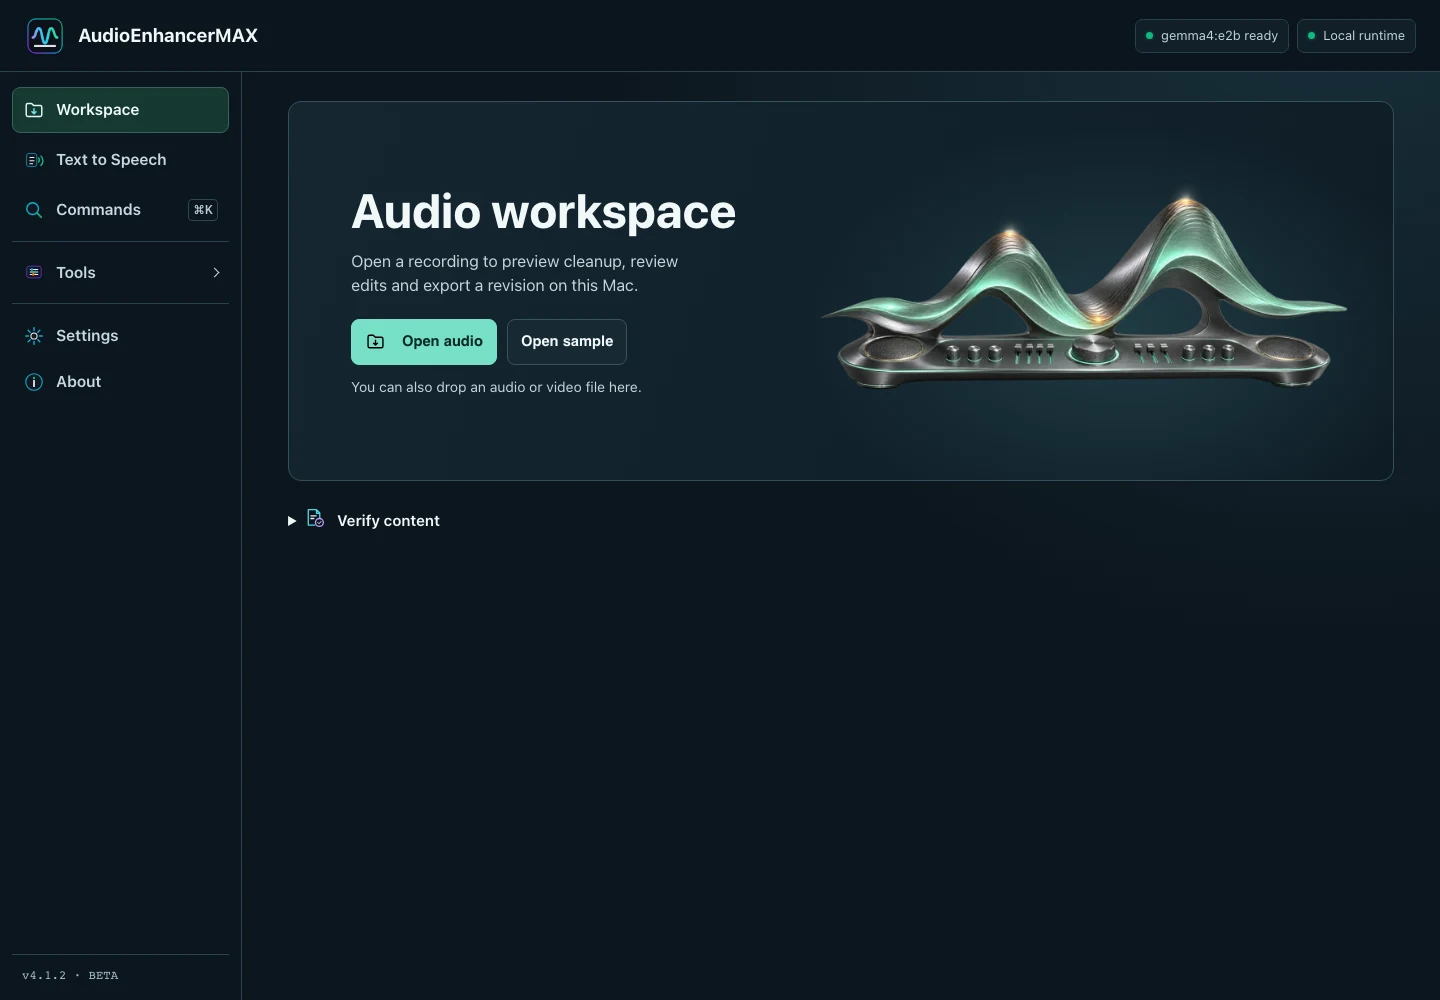 AudioEnhancerMAX
gemma4:e2b ready
Local runtime
Workspace
Text to Speech
Commands
⌘K
Tools
Settings
About
Audio workspace
Open a recording to preview cleanup, review
edits and export a revision on this Mac.
Open audio
Open sample
You can also drop an audio or video file here.
Verify content
v4.1.2 · BETA